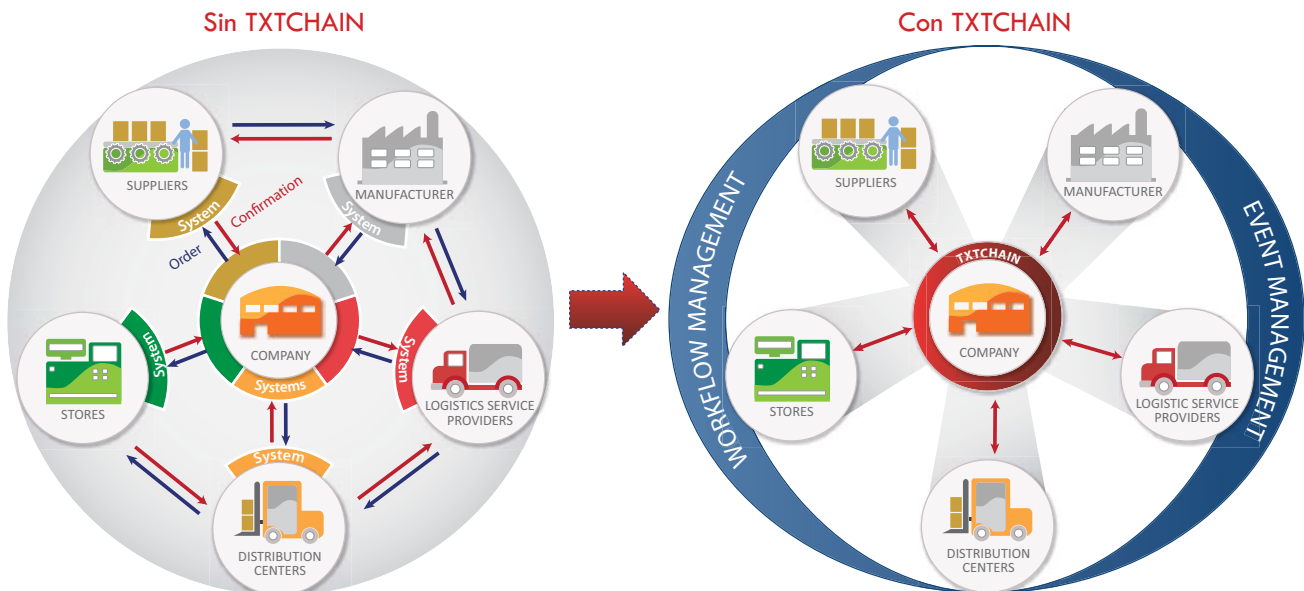 Sin TXTCHAIN
SUPPLIERS
System
MANUFACTURER
System
Confirmation
Order
COMPANY
Systems
STORES
System
System
LOGISTICS SERVICE
PROVIDERS
System
DISTRIBUTION
CENTERS
Con TXTCHAIN
WORKFLOW MANAGEMENT
EVENT MANAGEMENT
SUPPLIERS
MANUFACTURER
TXTCHAIN
COMPANY
STORES
LOGISTIC SERVICE
PROVIDERS
DISTRIBUTION
CENTERS